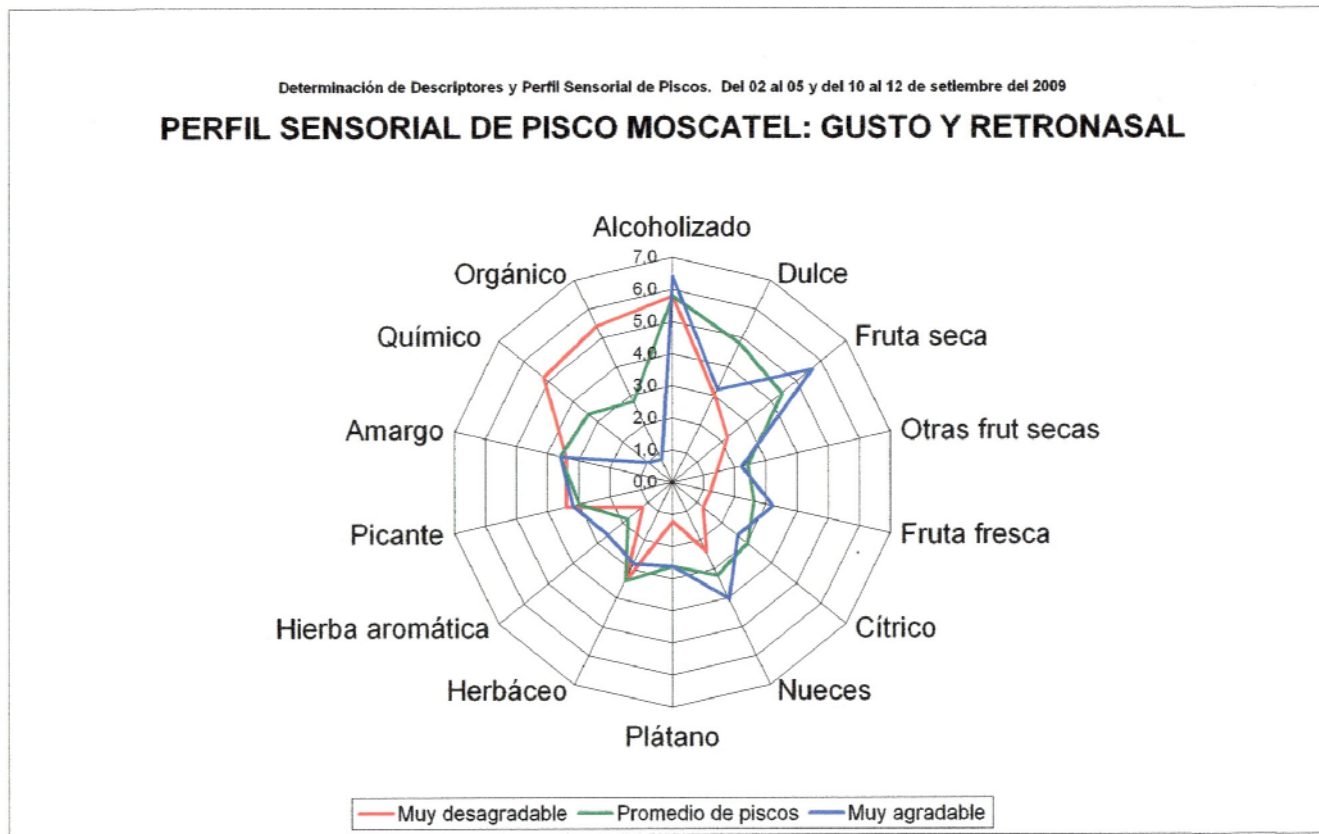 Determinación de Descriptores y Perfil Sensorial de Piscos. Del 02 al 05 y del 10 al 12 de setiembre del 2009
PERFIL SENSORIAL DE PISCO MOSCATEL: GUSTO Y RETRONASAL
Alcoholizado
7,0
Orgánico
Dulce
6,0
5,0
Químico
Fruta seca
4,0
3,0
Amargo
Otras frut secas
2,0
1,0
0,0
Picante
Fruta fresca
Hierba aromática
Cítrico
Herbáceo
Nueces
Plátano
Muy desagradable
Promedio de piscos
Muy agradable